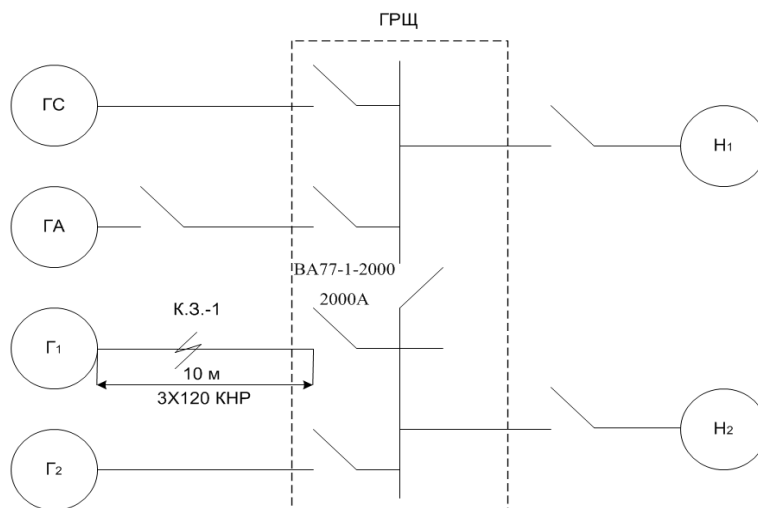 ГРЩ
ГС
Н1
ГА
ВА77-1-2000
2000А
К.З.-1
Г1
10 м
3Х120 КНР
Н2
Г2